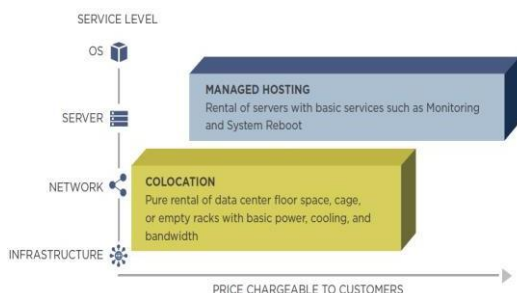 SERVICE LEVEL
OS
MANAGED HOSTING
Rental of servers with basic services such as Monitoring
and System Reboot
SERVER
COLOCATION
Pure rental of data center floor space, cage,
or empty racks with basic power, cooling, and
bandwidth
NETWORK
INFRASTRUCTURE
PRICE CHARGEABLE TO CUSTOMERS